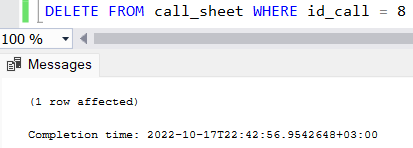 DELETE FROM call_sheet WHERE id_call = 8
100 %
Messages
(1 row affected)
Completion time: 2022-10-17T22:42:56.9542648+03:00